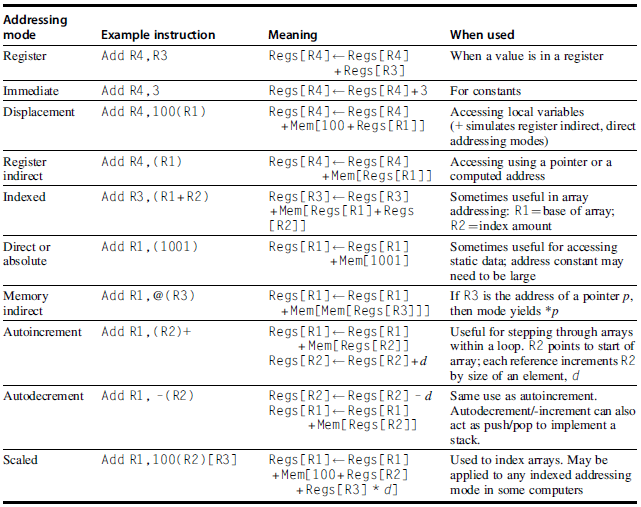 Addressing
mode Example instruction Meaning When used
Register Add R4,R3 Regs[R4]←Regs[R4] When a value is in a register
+Regs[R3]
Immediate Add R4,3 Regs[R4]←Regs[R4]+3 For constants
Displacement Add R4,100(R1) Regs[R4]←Regs[R4] Accessing local variables
+Mem[100+Regs[R1]] (+ simulates register indirect, direct
addressing modes)
Register Add R4,(R1) Regs[R4]←Regs[R4] Accessing using a pointer or a
indirect +Mem[Regs[R1]] computed address
Indexed Add R3,(R1+R2) Regs[R3]←Regs[R3] Sometimes useful in array
+Mem[Regs[R1]+Regs addressing: R1=base of array;
[R2]] R2=index amount
Direct or Add R1,(1001) Regs[R1]←Regs[R1] Sometimes useful for accessing
absolute +Mem[1001] static data; address constant may
need to be large
Memory Add R1,@(R3) Regs[R1]←Regs[R1] If R3 is the address of a pointer p,
indirect +Mem[Mem[Regs[R3]]] then mode yields *p
Autoincrement Add R1,(R2)+ Regs[R1]←Regs[R1] Useful for stepping through arrays
+Mem[Regs[R2]] within a loop. R2 points to start of
Regs[R2]←Regs[R2]+d array; each reference increments R2
by size of an element, d
Autodecrement Add R1, -(R2) Regs[R2]←Regs[R2] - d Same use as autoincrement.
Regs[R1]←Regs[R1] Autodecrement/-increment can also
+Mem[Regs[R2]] act as push/pop to implement a
stack.
Scaled Add R1,100(R2)[R3] Regs[R1]←Regs[R1] Used to index arrays. May be
+Mem[100+Regs[R2] applied to any indexed addressing
+Regs[R3] * d] mode in some computers